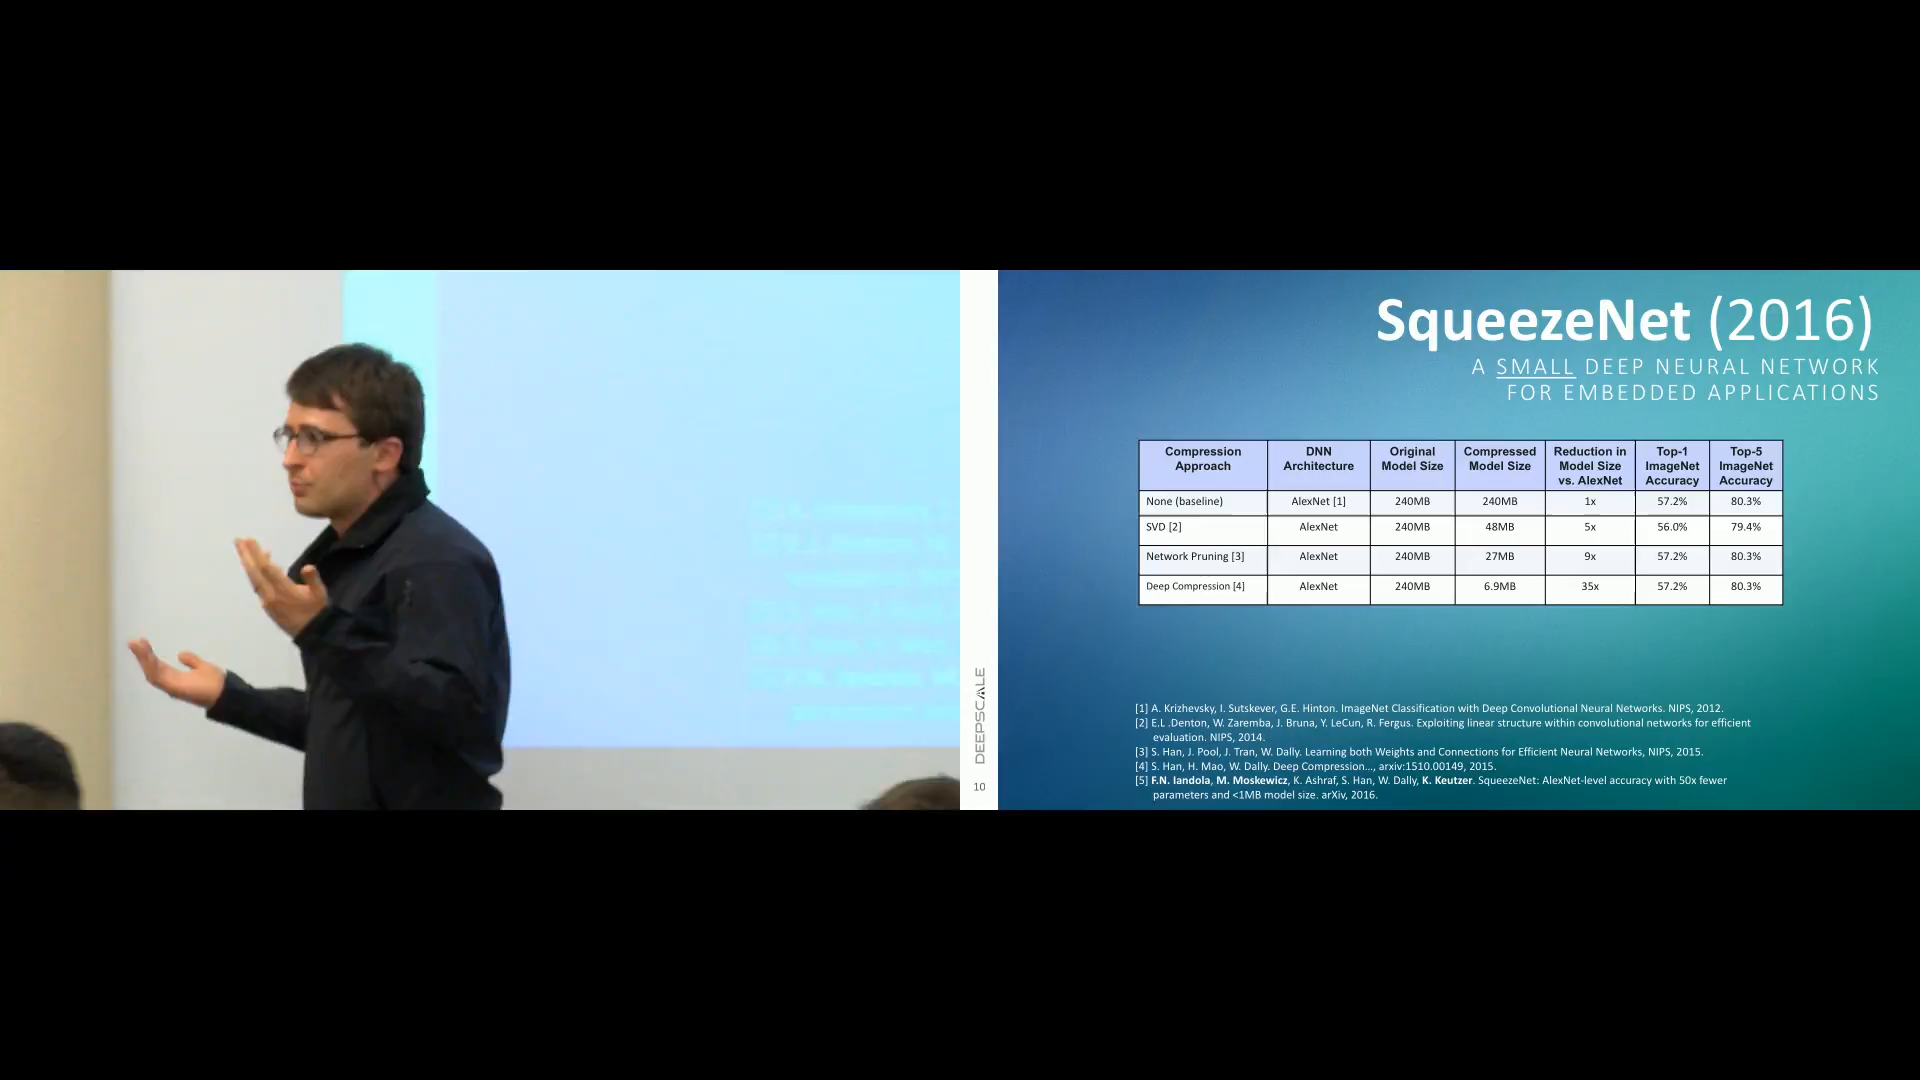 SqueezeNet (2016)
A SMALL DEEP NEURAL NETWORK
FOR EMBEDDED APPLICATIONS
Compression Approach DNN Architecture Original Model Size Compressed Model Size Reduction in Model Size vs. AlexNet Top-1 ImageNet Accuracy Top-5 ImageNet Accuracy
None (baseline) AlexNet [1] 240MB 240MB 1x 57.2% 80.3%
SVD [2] AlexNet 240MB 48MB 5x 56.0% 79.4%
Network Pruning [3] AlexNet 240MB 27MB 9x 57.2% 80.3%
Deep Compression [4] AlexNet 240MB 6.9MB 35x 57.2% 80.3%
[1] A. Krizhevsky, I. Sutskever, G.E. Hinton. ImageNet Classification with Deep Convolutional Neural Networks. NIPS, 2012.
[2] E.L .Denton, W. Zaremba, J. Bruna, Y. LeCun, R. Fergus. Exploiting linear structure within convolutional networks for efficient
evaluation. NIPS, 2014.
[3] S. Han, J. Pool, J. Tran, W. Dally. Learning both Weights and Connections for Efficient Neural Networks, NIPS, 2015.
[4] S. Han, H. Mao, W. Dally. Deep Compression..., arxiv:1510.00149, 2015.
[5] F.N. Iandola, M. Moskewicz, K. Ashraf, S. Han, W. Dally, K. Keutzer. SqueezeNet: AlexNet-level accuracy with 50x fewer
parameters and <1MB model size. arXiv, 2016.
DEEPSCALE
10